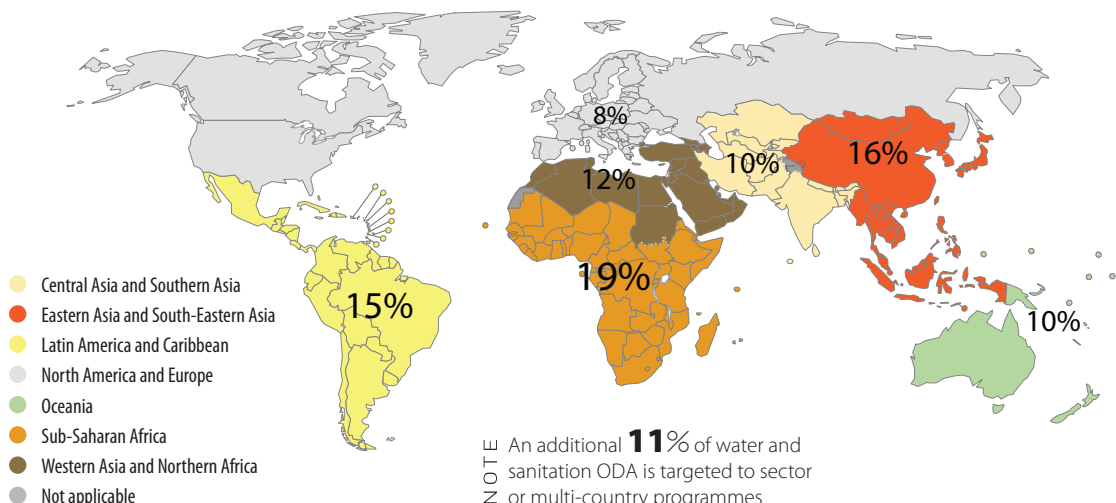 8%
10%
16%
12%
19%
15%
10%
Central Asia and Southern Asia
Eastern Asia and South-Eastern Asia
Latin America and Caribbean
North America and Europe
Oceania
Sub-Saharan Africa
Western Asia and Northern Africa
Not applicable
NOTE
An additional 11% of water and
sanitation ODA is targeted to sector
or multi-country programmes